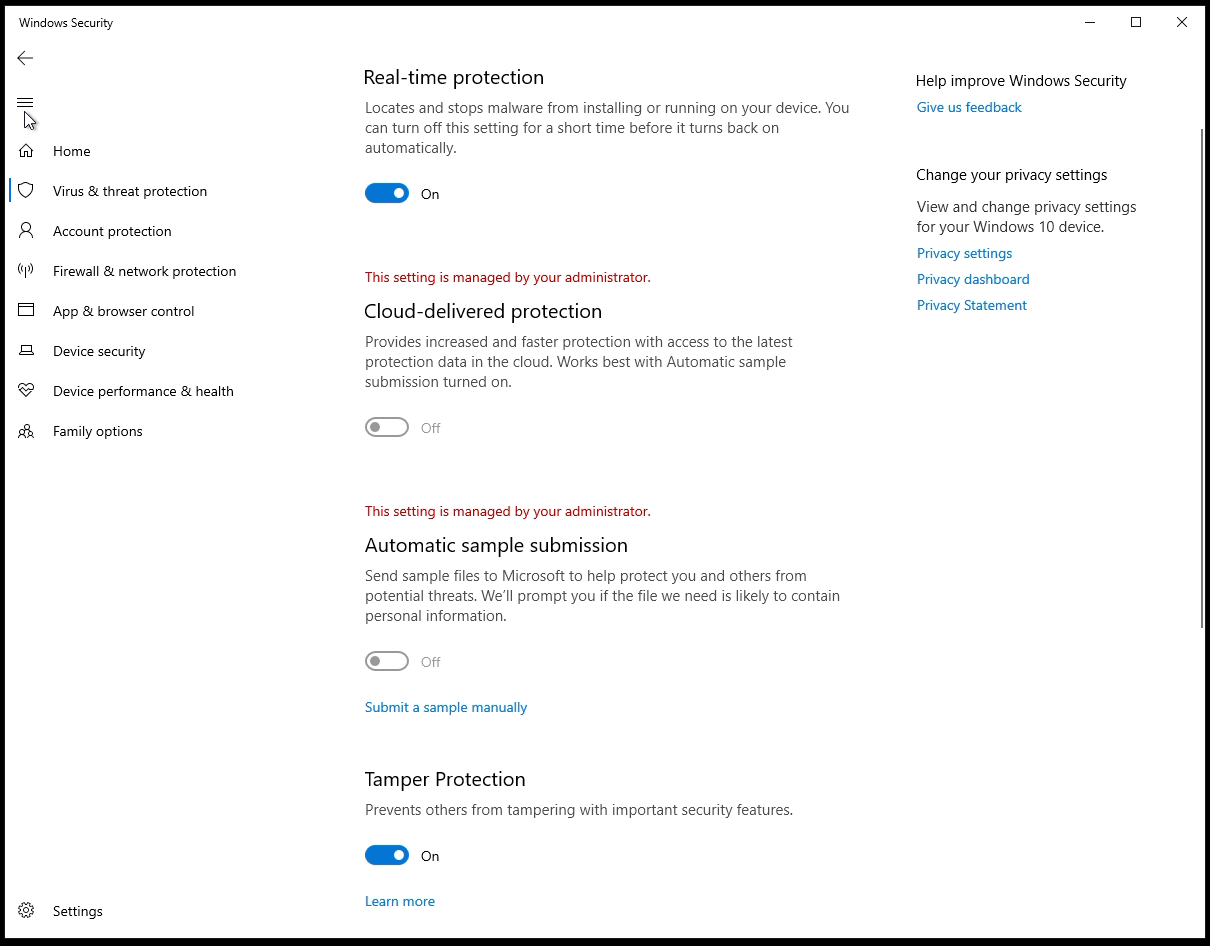 Windows Security
Home
Virus & threat protection
Account protection
Firewall & network protection
App & browser control
Device security
Device performance & health
Family options
Settings
Real-time protection
Locates and stops malware from installing or running on your device. You
can turn off this setting for a short time before it turns back on
automatically.
On
This setting is managed by your administrator.
Cloud-delivered protection
Provides increased and faster protection with access to the latest
protection data in the cloud. Works best with Automatic sample
submission turned on.
Off
This setting is managed by your administrator.
Automatic sample submission
Send sample files to Microsoft to help protect you and others from
potential threats. We’ll prompt you if the file we need is likely to contain
personal information.
Off
Submit a sample manually
Tamper Protection
Prevents others from tampering with important security features.
On
Learn more
Help improve Windows Security
Give us feedback
Change your privacy settings
View and change privacy settings
for your Windows 10 device.
Privacy settings
Privacy dashboard
Privacy Statement